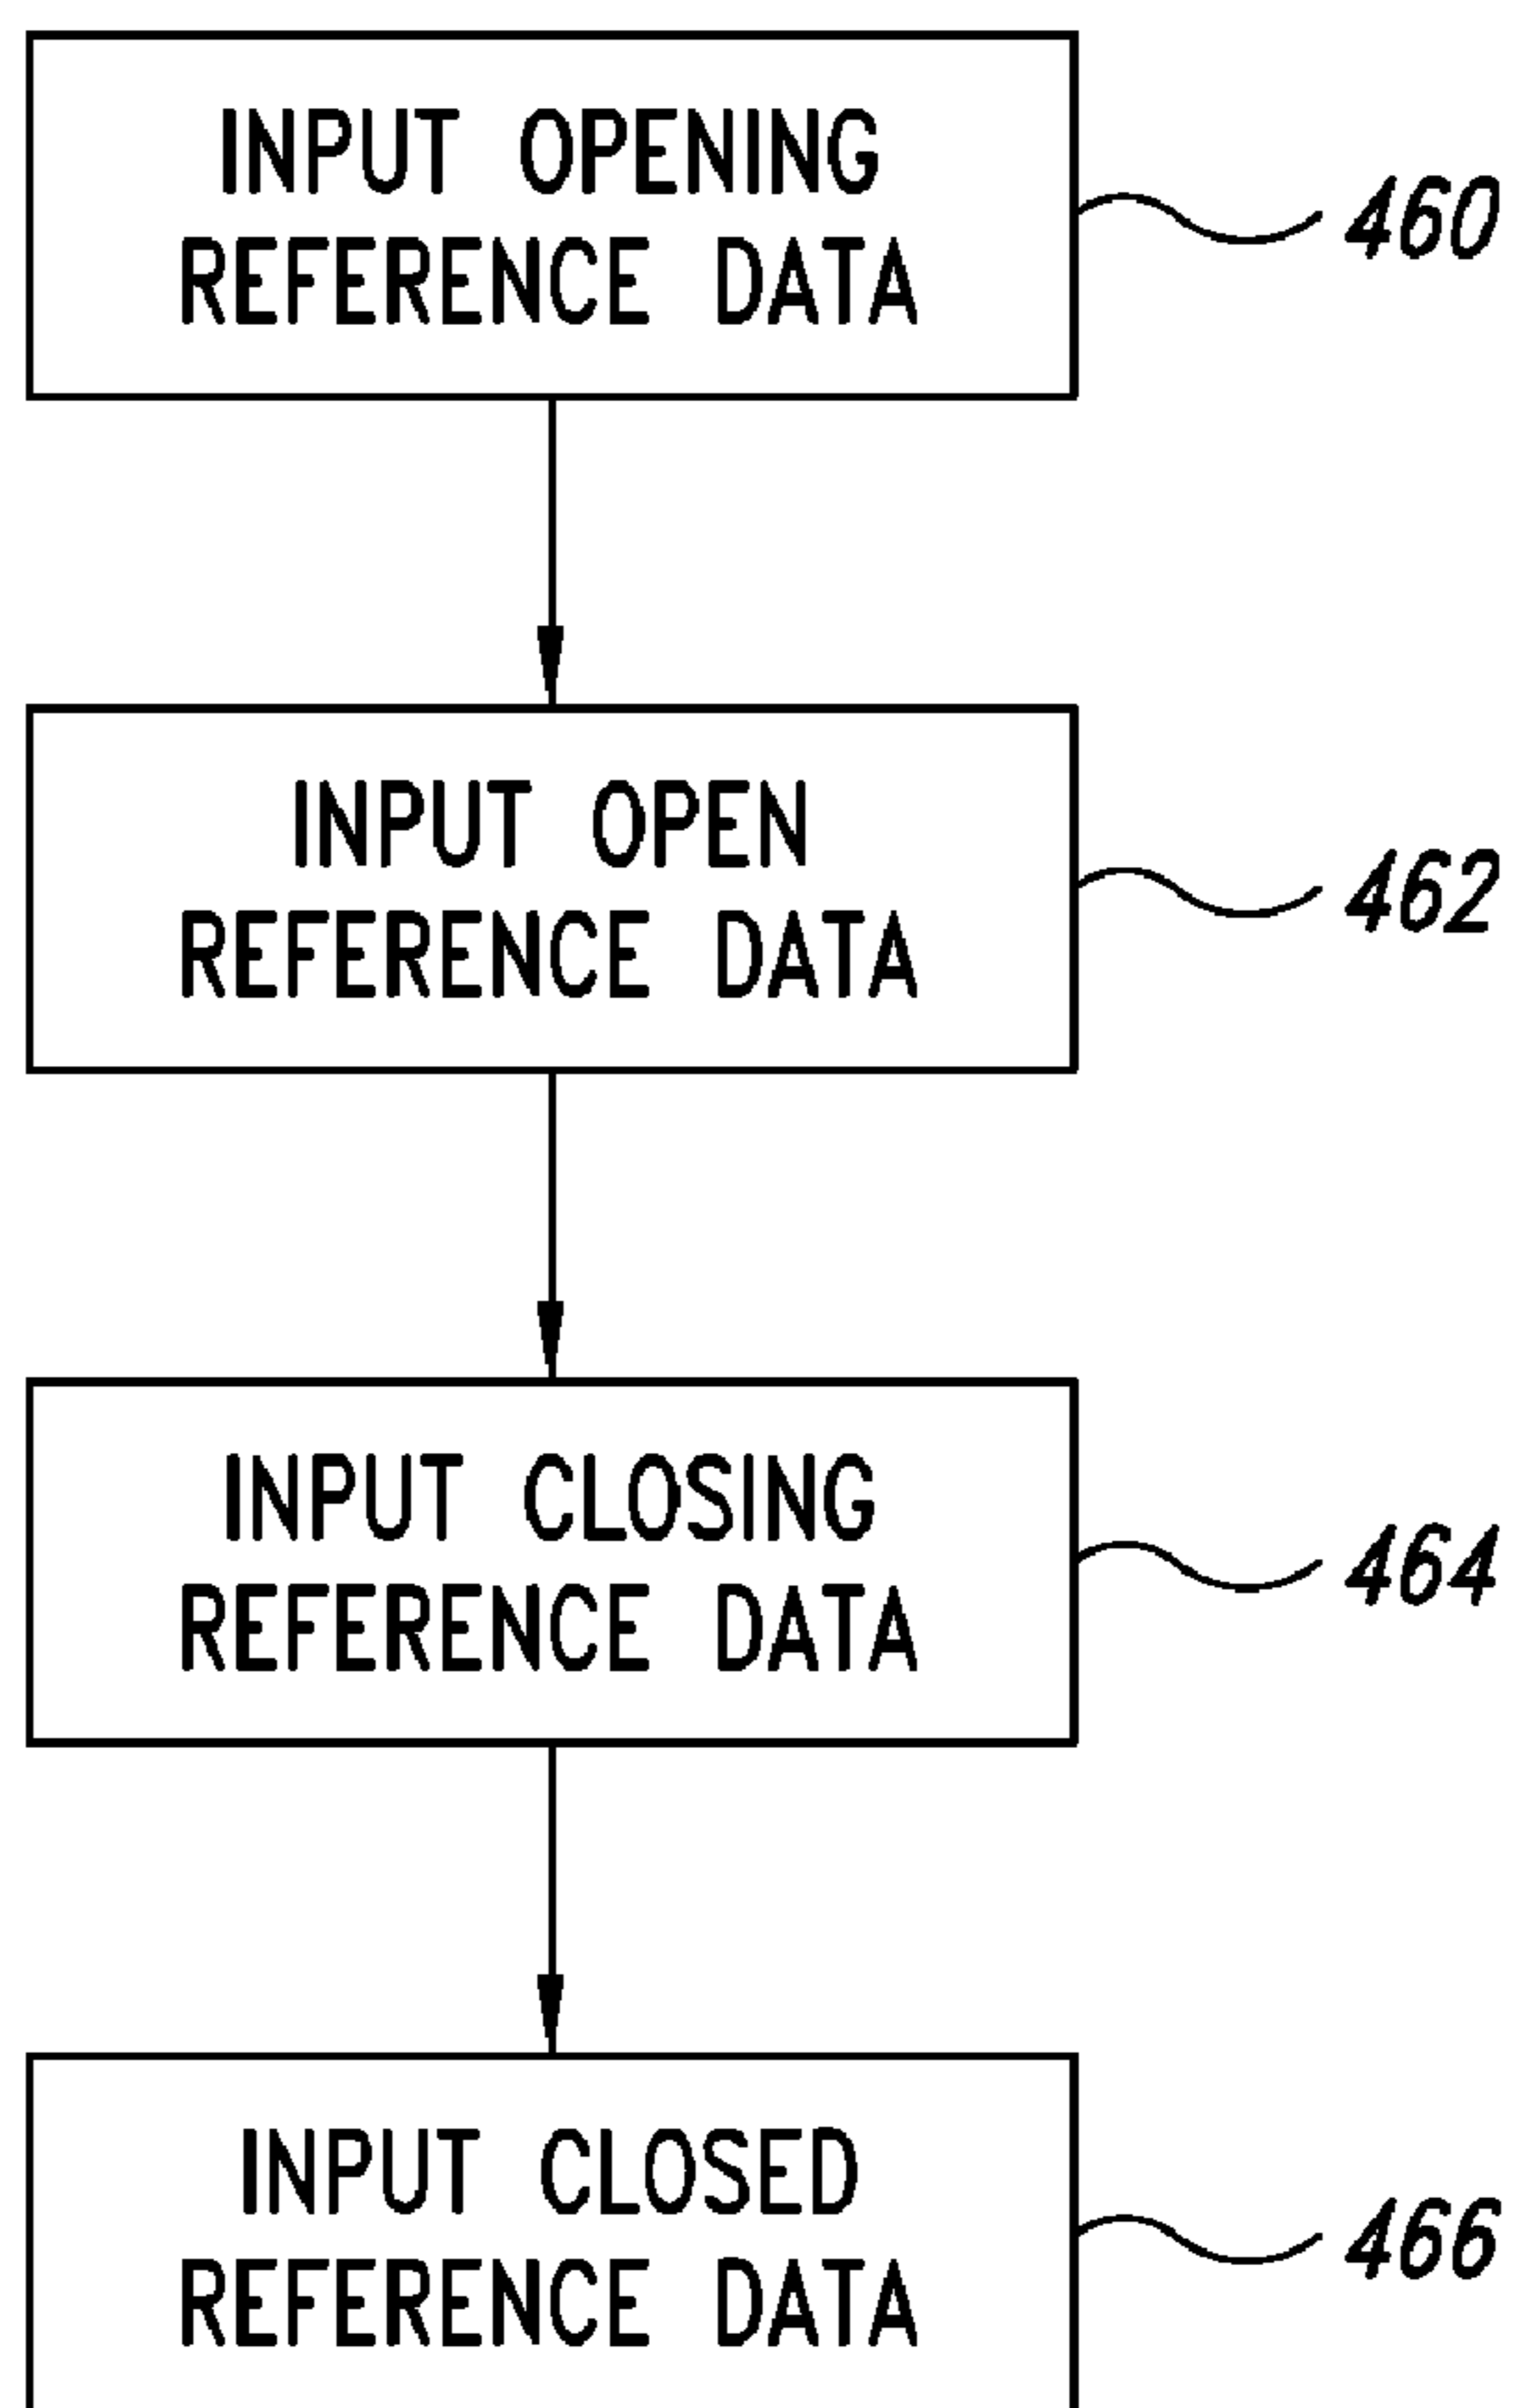 INPUT OPENING
REFERENCE DATA
460
INPUT OPEN
REFERENCE DATA
462
INPUT CLOSING
REFERENCE DATA
464
INPUT CLOSED
REFERENCE DATA
466